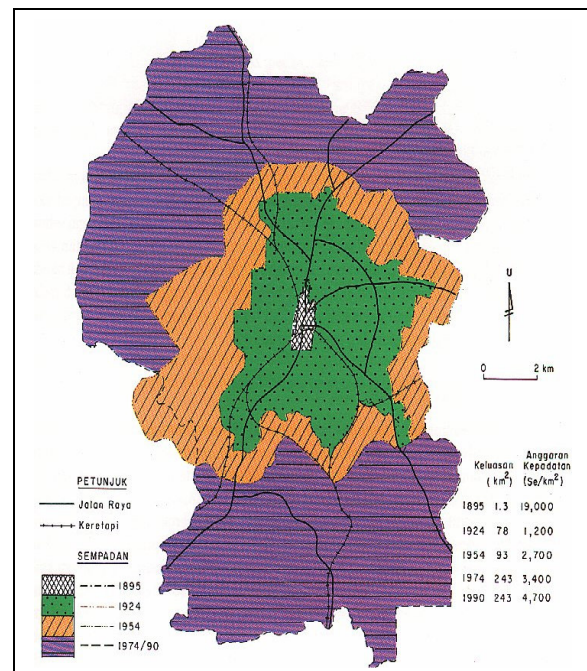 U
0 2 km
PETUNJUK
Jalan Raya
Keretapi
SEMPADAN
1895
1924
1954
1974/90
Keluasan Anggaran Kepadatan
(km²) (Se/km²)
1895 1.3 19,000
1924 78 1,200
1954 93 2,700
1974 243 3,400
1990 243 4,700